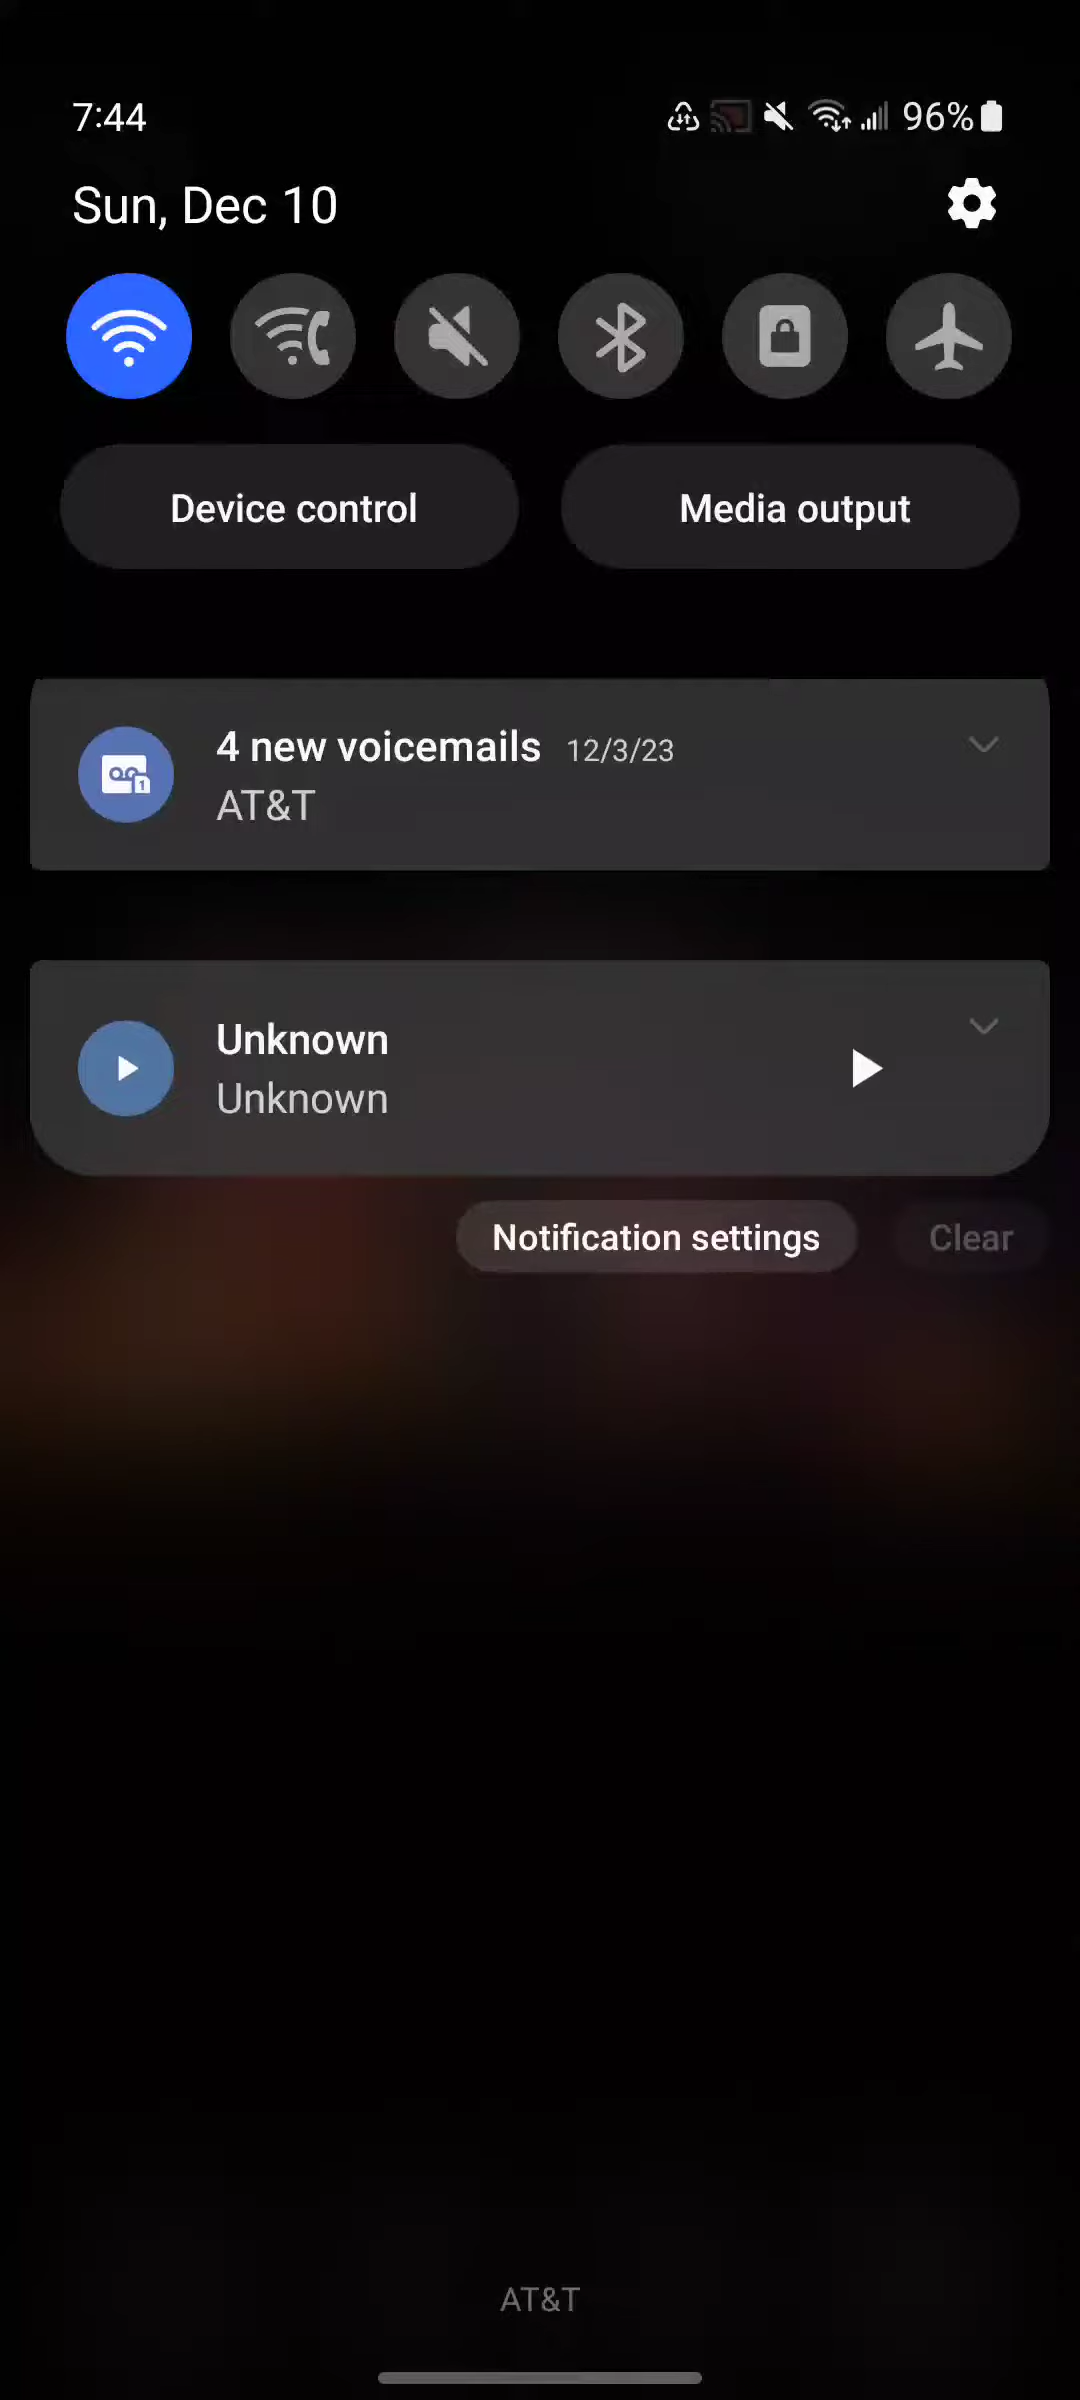 7:44
96%
Sun, Dec 10
Device control
Media output
4 new voicemails 12/3/23
AT&T
1
Unknown
Unknown
Notification settings
Clear
AT&T